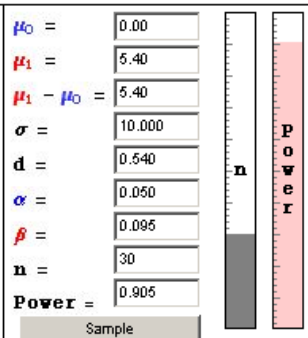 μ₀ = 0.00
μ₁ = 5.40
μ₁ - μ₀ = 5.40
σ = 10.000
d = 0.540
α = 0.050
β = 0.095
n = 30
Power = 0.905
Sample
n
Power